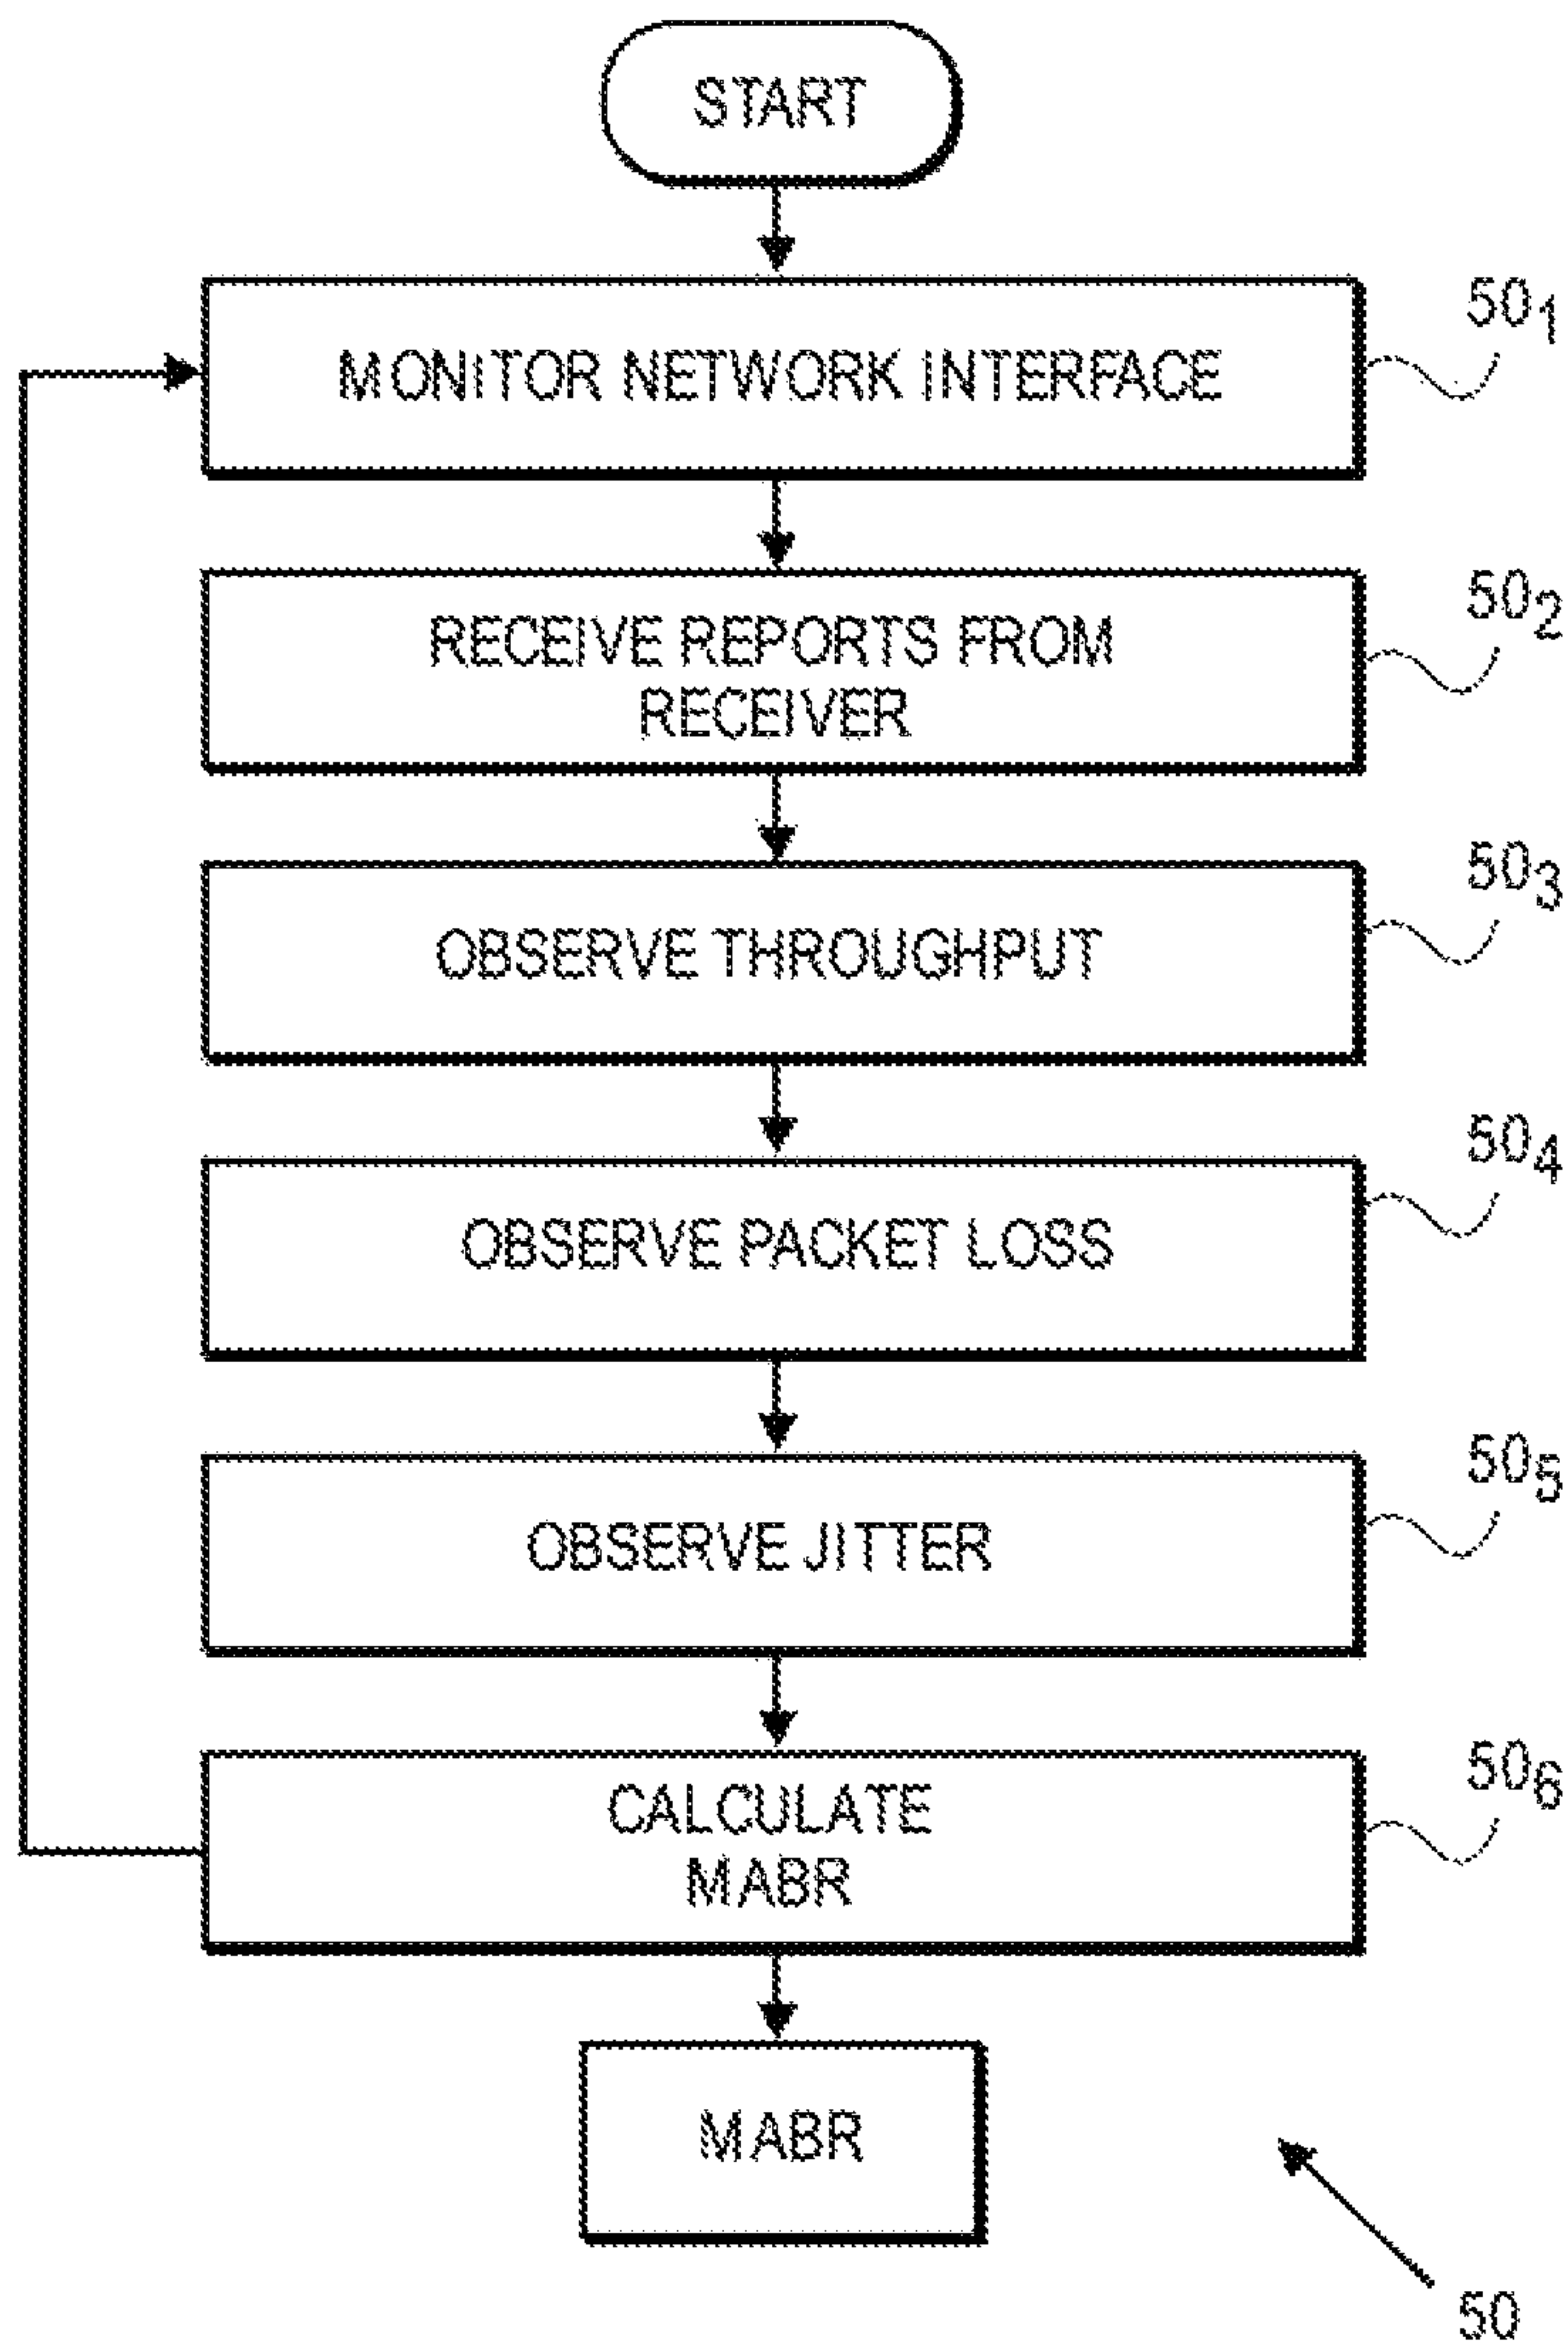 START
MONITOR NETWORK INTERFACE
50₁
RECEIVE REPORTS FROM
RECEIVER
50₂
OBSERVE THROUGHPUT
50₃
OBSERVE PACKET LOSS
50₄
OBSERVE JITTER
50₅
CALCULATE
MABR
50₆
MABR
50